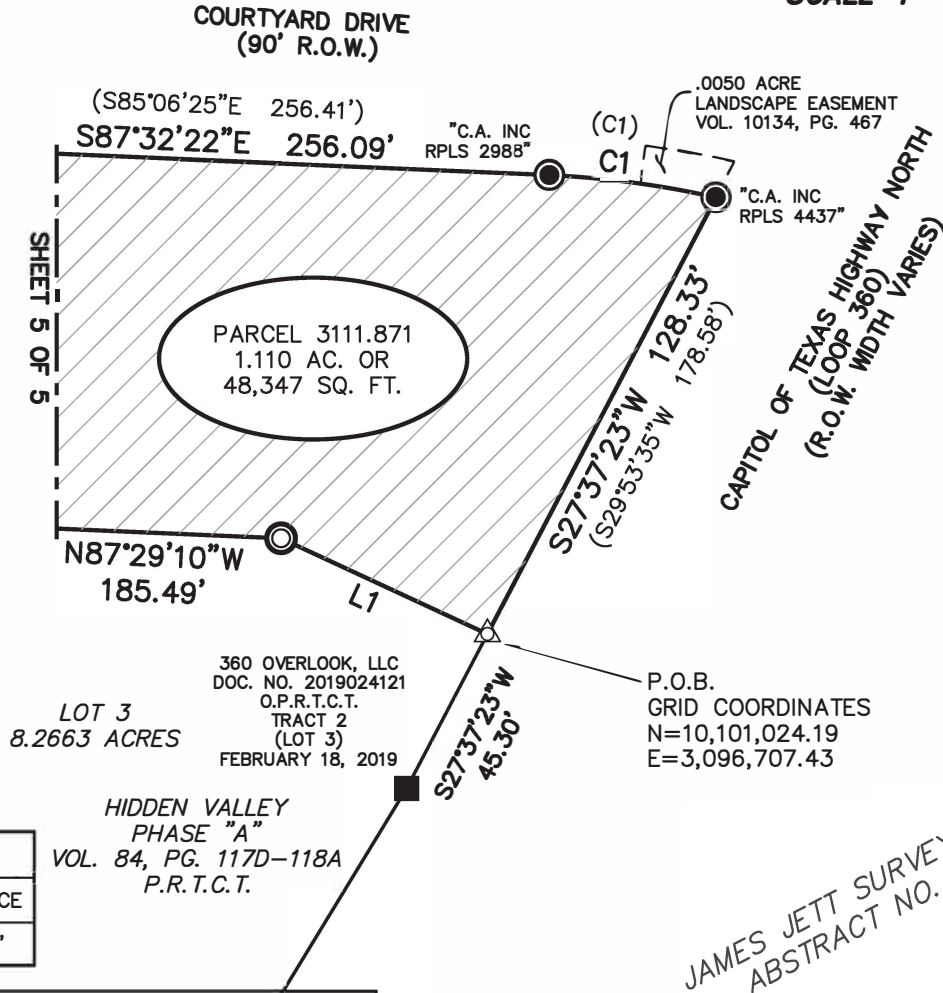 COURTYARD DRIVE
(90' R.O.W.)
(S85°06'25"E 256.41')
S87°32'22"E 256.09'
"C.A. INC
RPLS 2988"
(C1)
C1
.0050 ACRE
LANDSCAPE EASEMENT
VOL. 10134, PG. 467
"C.A. INC
RPLS 4437"
CAPITOL OF TEXAS HIGHWAY NORTH
(LOOP 360)
(R.O.W. WIDTH VARIES)
SHEET 5 OF 5
PARCEL 3111.871
1.110 AC. OR
48,347 SQ. FT.
S27°37'23"W 128.33'
(S29°53'35"W 178.58')
N87°29'10"W
185.49'
L1
360 OVERLOOK, LLC
DOC. NO. 2019024121
O.P.R.T.C.T.
TRACT 2
(LOT 3)
FEBRUARY 18, 2019
LOT 3
8.2663 ACRES
S27°37'23"W
45.30'
P.O.B.
GRID COORDINATES
N=10,101,024.19
E=3,096,707.43
HIDDEN VALLEY
PHASE "A"
VOL. 84, PG. 117D-118A
P.R.T.C.T.
CE
'
JAMES JETT SURVEY
ABSTRACT NO.